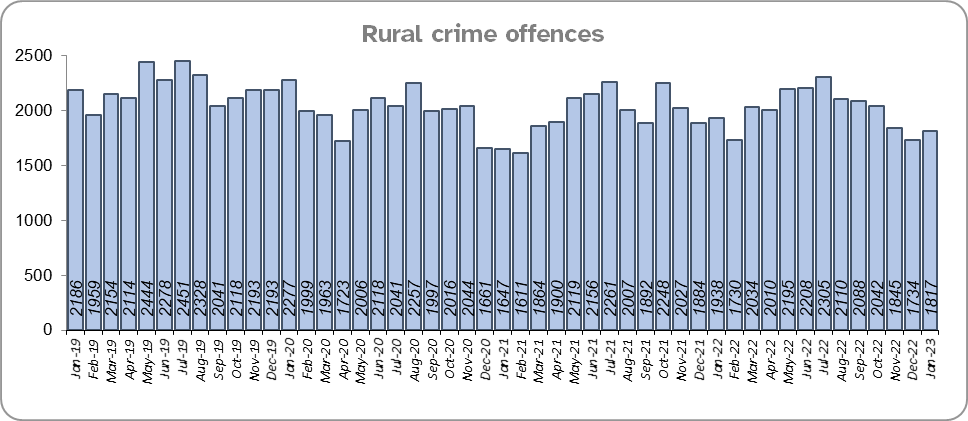 Rural crime offences
2500
2000
1500
1000
500
0
2186 1959 2154 2114 2444 2278 2451 2328 2041 2118 2193 2193 2277 1999 1963 1723 2006 2118 2041 2257 1997 2016 2044 1661 1647 1611 1864 1900 2119 2156 2261 2007 1892 2248 2027 1884 1938 1730 2034 2010 2195 2208 2305 2110 2088 2042 1845 1734 1817
Jan-19 Feb-19 Mar-19 Apr-19 May-19 Jun-19 Jul-19 Aug-19 Sep-19 Oct-19 Nov-19 Dec-19 Jan-20 Feb-20 Mar-20 Apr-20 May-20 Jun-20 Jul-20 Aug-20 Sep-20 Oct-20 Nov-20 Dec-20 Jan-21 Feb-21 Mar-21 Apr-21 May-21 Jun-21 Jul-21 Aug-21 Sep-21 Oct-21 Nov-21 Dec-21 Jan-22 Feb-22 Mar-22 Apr-22 May-22 Jun-22 Jul-22 Aug-22 Sep-22 Oct-22 Nov-22 Dec-22 Jan-23